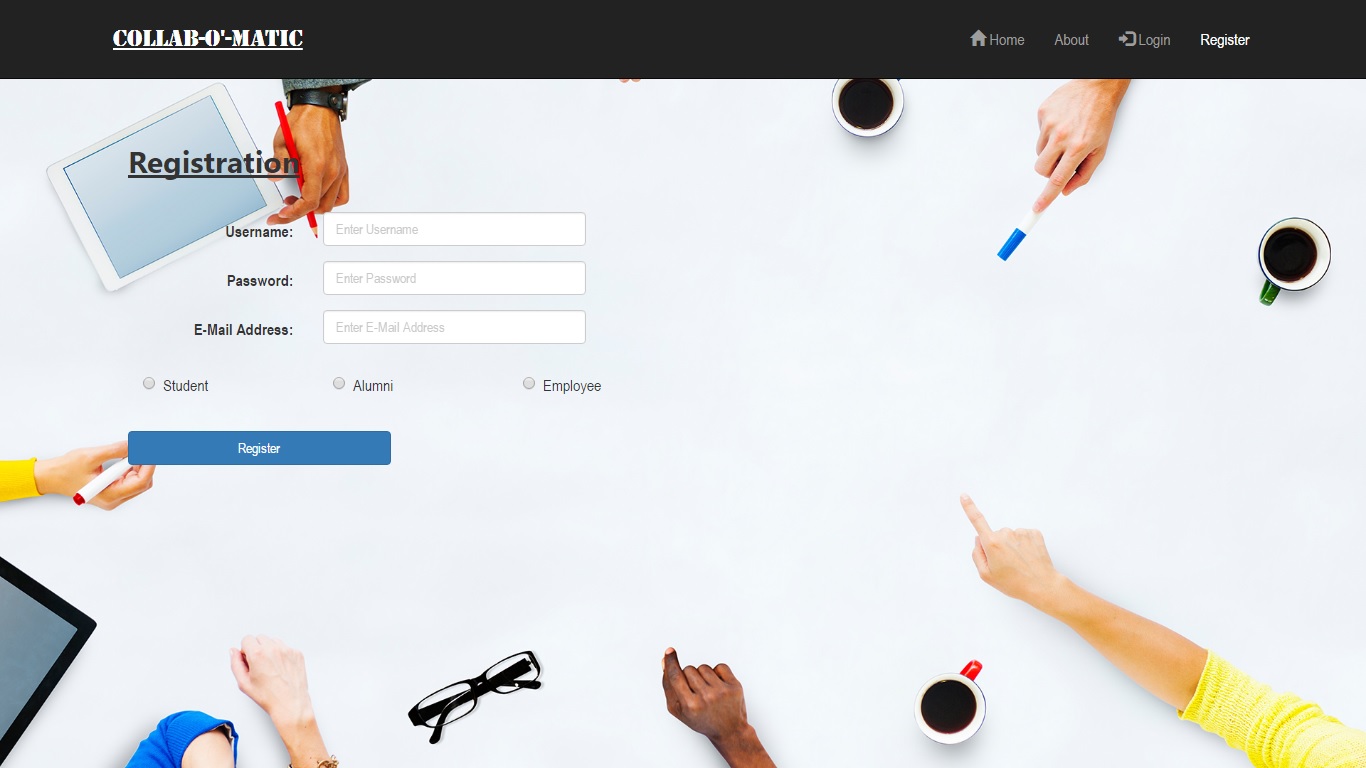 COLLAB-O'-MATIC
Home About Login Register
Registration
Username: Enter Username
Password: Enter Password
E-Mail Address: Enter E-Mail Address
Student Alumni Employee
Register